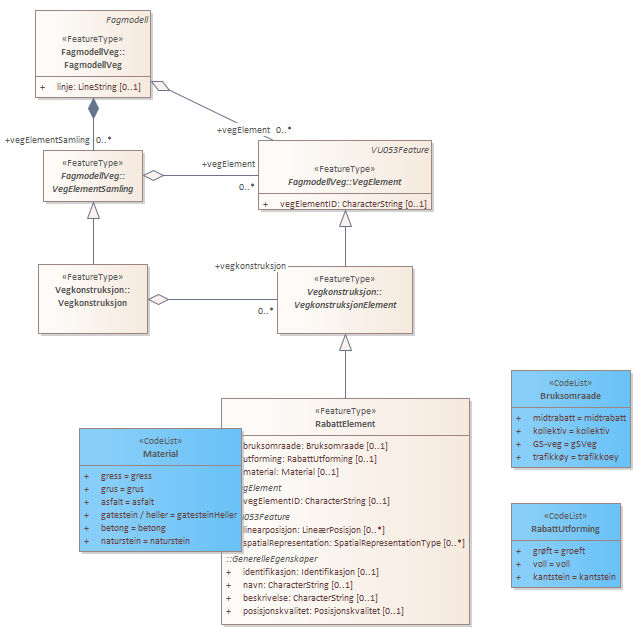 Fagmodell
«FeatureType»
FagmodellVeg::
FagmodellVeg
+ linje: LineString [0..1]
+vegElement 0..*
+vegElementSamling 0..*
VU053Feature
«FeatureType»
FagmodellVeg::VegElement
+ vegElementID: CharacterString [0..1]
«FeatureType»
FagmodellVeg::
VegElementSamling
+vegElement
0..*
«FeatureType»
Vegkonstruksjon::
Vegkonstruksjon
+vegkonstruksjon
0..*
«FeatureType»
Vegkonstruksjon::
VegkonstruksjonElement
«FeatureType»
RabattElement
bruksomraade: Bruksomraade [0..1]
utforming: RabattUtforming [0..1]
material: Material [0..1]
gElement
vegElementID: CharacterString [0..1]
053Feature
linearposisjon: LineærPosisjon [0..*]
spatialRepresentation: SpatialRepresentationType [0..*]
::GenerelleEgenskaper
+ identifikasjon: Identifikasjon [0..1]
+ navn: CharacterString [0..1]
+ beskrivelse: CharacterString [0..1]
+ posisjonskvalitet: Posisjonskvalitet [0..1]
«CodeList»
Material
+ gress = gress
+ grus = grus
+ asfalt = asfalt
+ gatestein / heller = gatesteinHeller
+ betong = betong
+ naturstein = naturstein
«CodeList»
Bruksomraade
+ midtrabatt = midtrabatt
+ kollektiv = kollektiv
+ GS-veg = gSVeg
+ trafikkøy = trafikkoey
«CodeList»
RabattUtforming
+ grøft = groeft
+ voll = voll
+ kantstein = kantstein